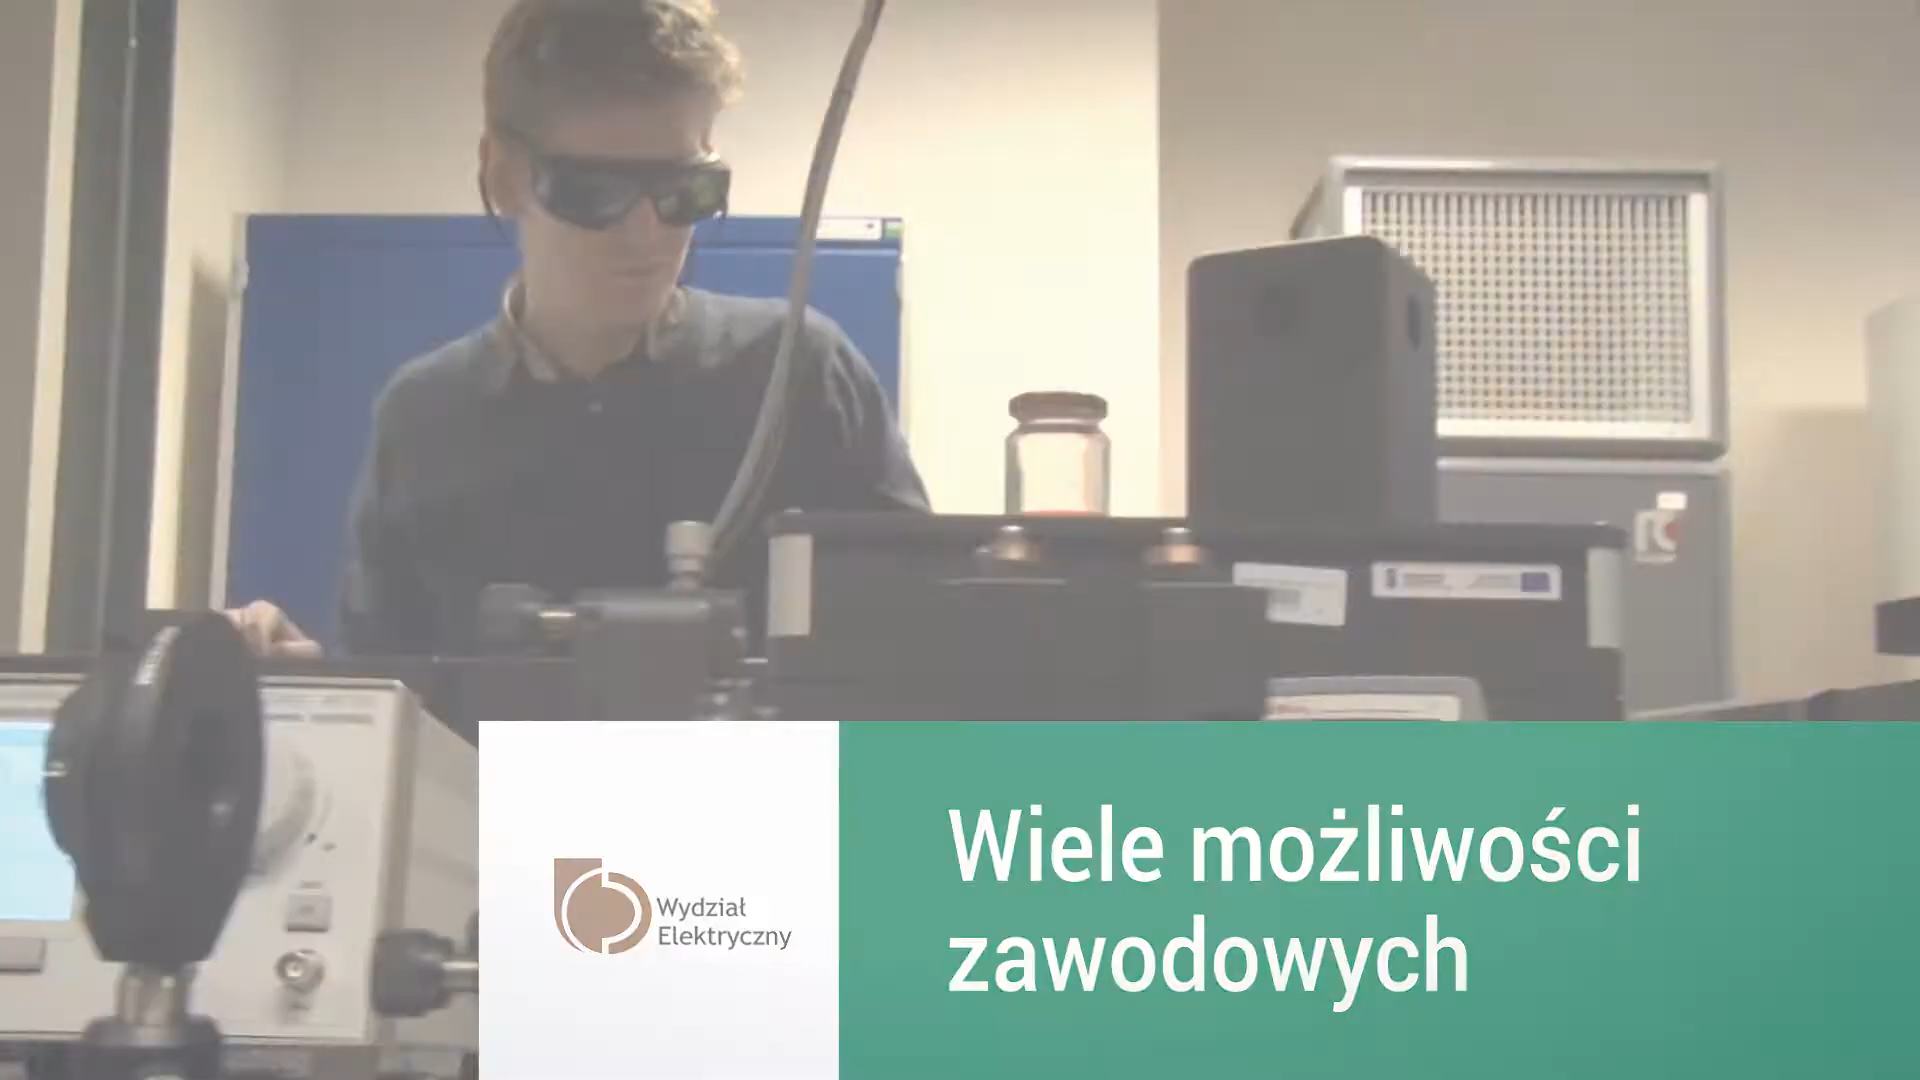 Wydział
Elektryczny
Wiele możliwości
zawodowych